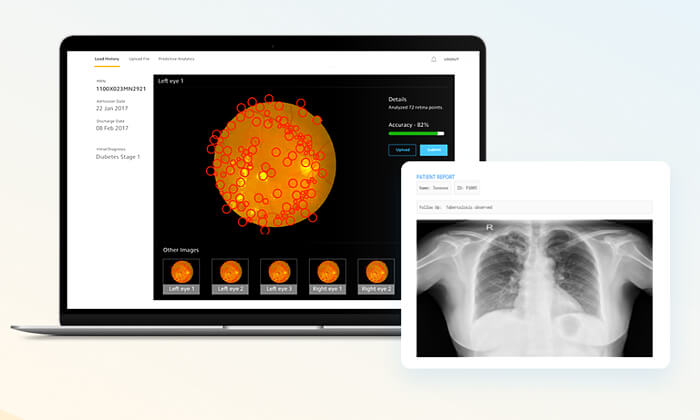 Load History
Upload File
Predictive Analytics
LOGOUT
MRN
1100X023MN2921
Admission Date
22 Jan 2017
Discharge Date
08 Feb 2017
Initial Diagnosis
Diabetes Stage 1
Left eye 1
Details
Analyzed 72 retina points.
Accuracy - 82%
Upload
Submit
Other Images
Left eye 1
Left eye 2
Left eye 3
Right eye 1
Right eye 2
PATIENT REPORT
Name:
ID:
Follow Up: Tuberculosis observed
R